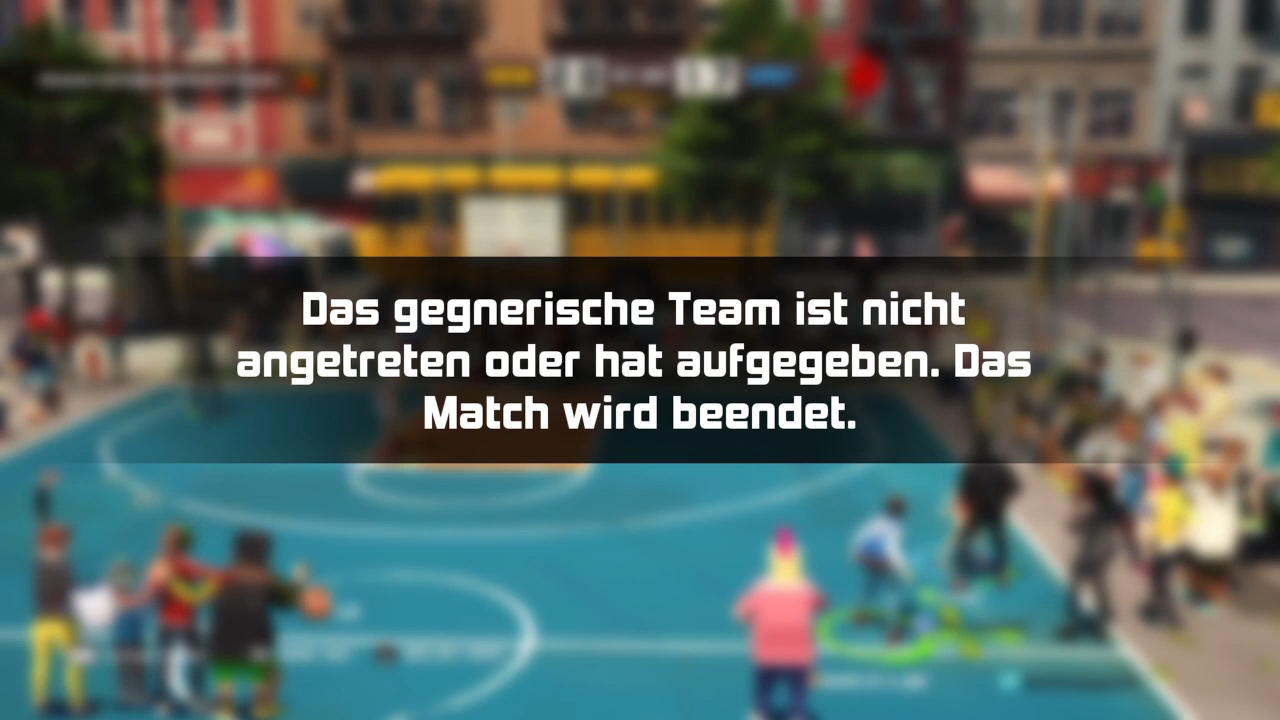 Das gegnerische Team ist nicht
angetreten oder hat aufgegeben. Das
Match wird beendet.